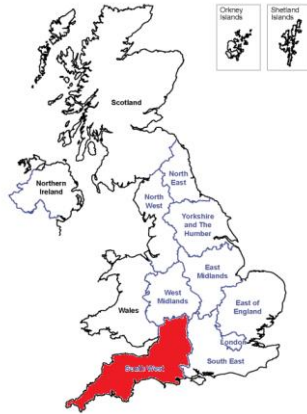 Orkney
Islands
Shetland
Islands
Scotland
Northern
Ireland
North
East
North
West
Yorkshire
and The
Humber
East
Midlands
West
Midlands
East of
England
Wales
London
South East
South West